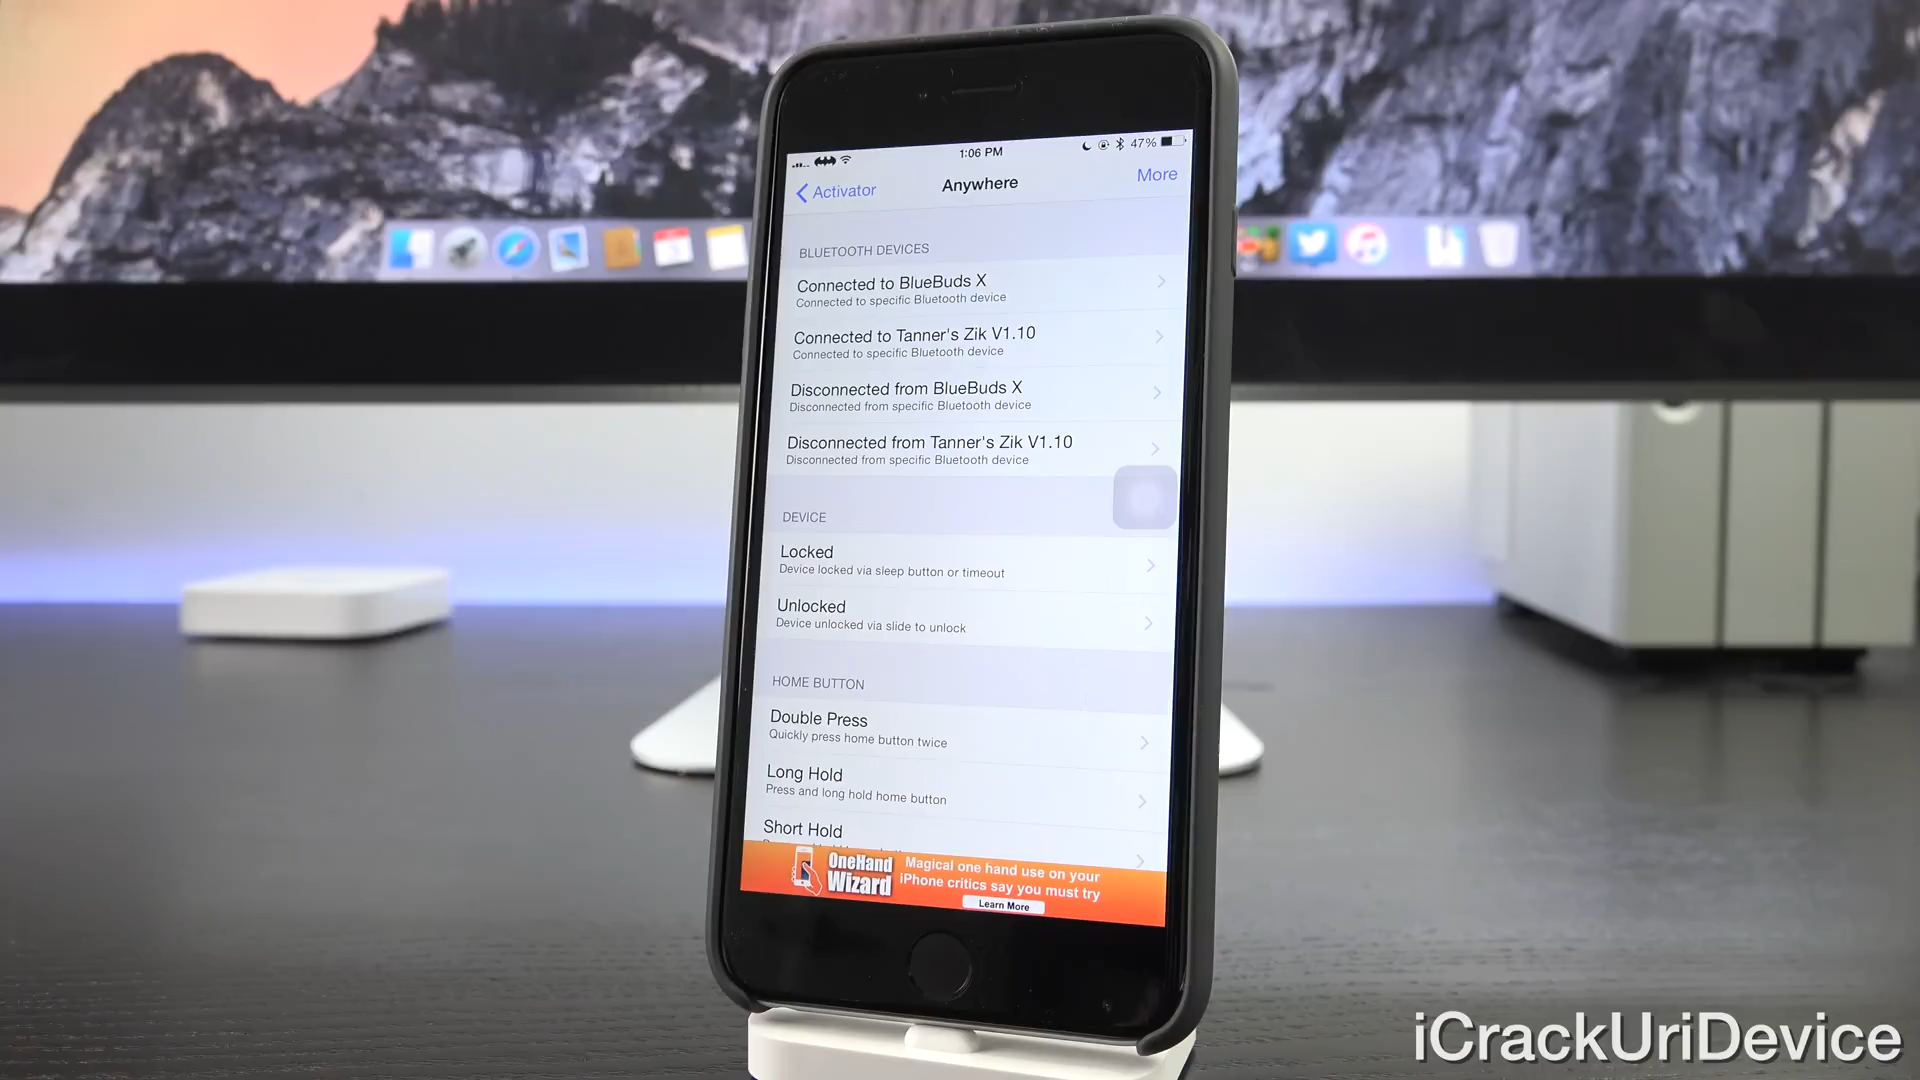 1:06 PM
47%
Activator
Anywhere
More
BLUETOOTH DEVICES
Connected to BlueBuds X
Connected to specific Bluetooth device
Connected to Tanner's Zik V1.10
Connected to specific Bluetooth device
Disconnected from BlueBuds X
Disconnected from specific Bluetooth device
Disconnected from Tanner's Zik V1.10
Disconnected from specific Bluetooth device
DEVICE
Locked
Device locked via sleep button or timeout
Unlocked
Device unlocked via slide to unlock
HOME BUTTON
Double Press
Quickly press home button twice
Long Hold
Press and long hold home button
Short Hold
OneHand
Wizard
Magical one hand use on your
iPhone critics say you must try
Learn More
iCrackUriDevice